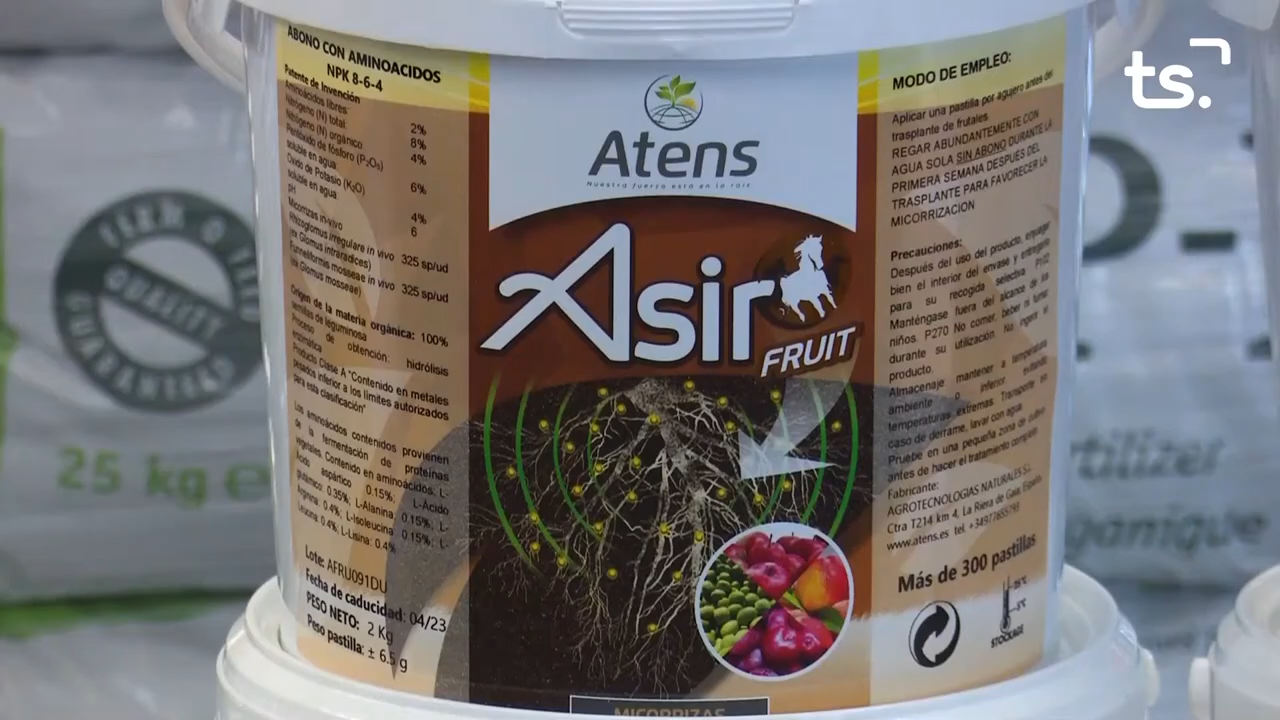 ABONO CON AMINOACIDOS
NPK 8-6-4
Patente de Invención
Aminoácidos libres: 2%
Nitrógeno (N) total 8%
Nitrógeno (N) orgánico 4%
Pentóxido de fósforo (P₂O₅)
soluble en agua 6%
Oxido de Potasio (K₂O)
soluble en agua 4%
pH 6
Micorrizas in-vivo
Rhizoglomus irregulare in vivo 325 sp/ud
(ex Glomus intraradices)
Funneliformis mosseae in vivo 325 sp/ud
(ex Glomus mosseae)
Origen de la materia orgánica: 100%
semillas de leguminosa
Proceso de obtención: hidrólisis
enzimática
Producto Clase A "Contenido en metales
pesados inferior a los límites autorizados
para esta clasificación"
Los aminoácidos contenidos provienen
de la fermentación de proteínas
vegetales. Contenido en aminoácidos: L-
Ácido aspártico 0.15%; L-Ácido
glutámico: 0.35%; L-Alanina 0.15%; L-
Arginina: 0.4%; L-Isoleucina 0.15%; L-
Leucina: 0.4%; L-Lisina: 0.4%
Lote: AFRU091DU
Fecha de caducidad: 04/23
PESO NETO: 2 Kg
Peso pastilla: ± 6.5 g
Atens
Nuestra fuerza está en la raíz
Asir
FRUIT
MICORRIZAS
MODO DE EMPLEO:
Aplicar una pastilla por agujero antes del
trasplante de frutales
REGAR ABUNDANTEMENTE CON
AGUA SOLA SIN ABONO DURANTE LA
PRIMERA SEMANA DESPUES DEL
TRASPLANTE PARA FAVORECER LA
MICORRIZACION
Precauciones:
Después del uso del producto, enjuagar
bien el interior del envase y entregarlo
para su recogida selectiva P102
Manténgase fuera del alcance de los
niños. P270 No comer, beber ni fumar
durante su utilización. No ingerir el
producto.
Almacenaje mantener a temperatura
ambiente o inferior evitando
temperaturas extremas. Transporte en
caso de derrame, lavar con agua.
Pruebe en una pequeña zona de cultivo
antes de hacer el tratamiento completo
Fabricante:
AGROTECNOLOGIAS NATURALES S.L.
Ctra T214 km 4, La Riera de Gaià. España
www.atens.es tel. +34977655793
Más de 300 pastillas
STOCKAGE
ts.
QUALITY
GUARANTEED
25 kg e
rtilizer
ganique